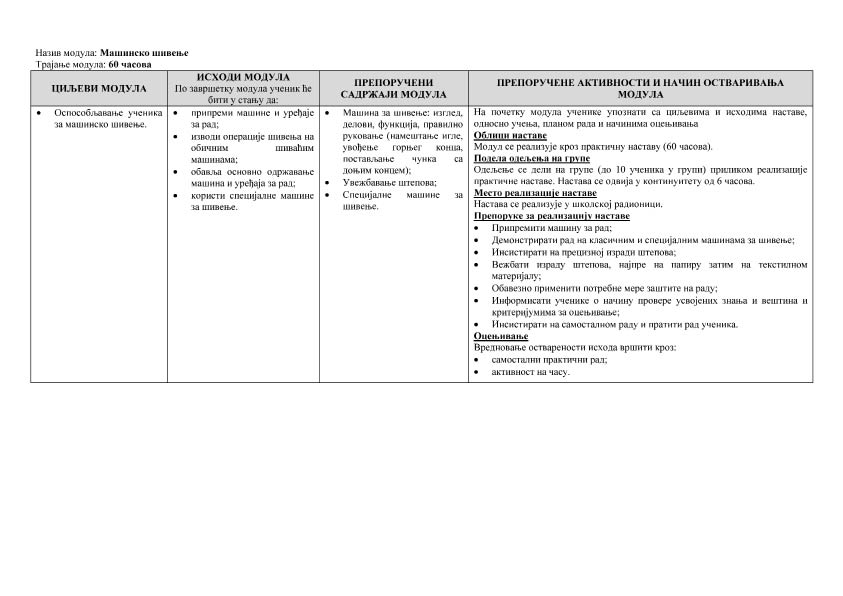 Назив модула: Машинско шивење
Трајање модула: 60 часова
ЦИЉЕВИ МОДУЛА
ИСХОДИ МОДУЛА
По завршетку модула ученик ће
бити у стању да:
ПРЕПОРУЧЕНИ
САДРЖАЈИ МОДУЛА
ПРЕПОРУЧЕНЕ АКТИВНОСТИ И НАЧИН ОСТВАРИВАЊА
МОДУЛА
• Оспособљавање ученика
за машинско шивење.
• припреми машине и уређаје
за рад;
• изводи операције шивења на
обичним шиваћим
машинама;
• обавља основно одржавање
машина и уређаја за рад;
• користи специјалне машине
за шивење.
• Машина за шивење: изглед,
делови, функција, правилно
руковање (намештање игле,
увођење горњег конца,
постављање чунка са
доњим концем);
• Увежбавање штепова;
• Специјалне машине за
шивење.
На почетку модула ученике упознати са циљевима и исходима наставе,
односно учења, планом рада и начинима оцењивања
Облици наставе
Модул се реализује кроз практичну наставу (60 часова).
Подела одељења на групе
Одељење се дели на групе (до 10 ученика у групи) приликом реализације
практичне наставе. Настава се одвија у континуитету од 6 часова.
Место реализације наставе
Настава се реализује у школској радионици.
Препоруке за реализацију наставе
• Припремити машину за рад;
• Демонстрирати рад на класичним и специјалним машинама за шивење;
• Инсистирати на прецизној изради штепова;
• Вежбати израду штепова, најпре на папиру затим на текстилном
материјалу;
• Обавезно применити потребне мере заштите на раду;
• Информисати ученике о начину провере усвојених знања и вештина и
критеријумима за оцењивање;
• Инсистирати на самосталном раду и пратити рад ученика.
Оцењивање
Вредновање остварености исхода вршити кроз:
• самостални практични рад;
• активност на часу.